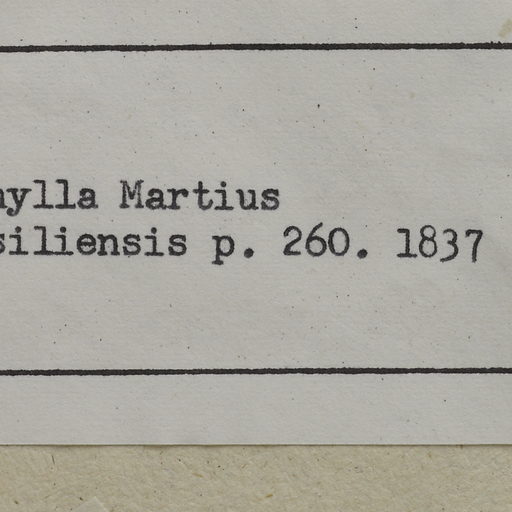 hylla Martius
siliensis p. 260. 1837